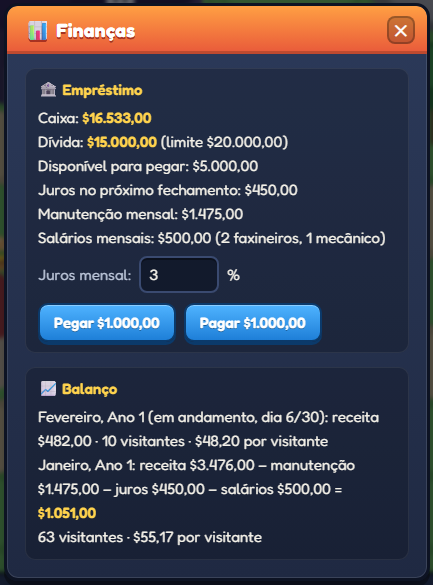 Finanças
Empréstimo
Caixa: $16.533,00
Dívida: $15.000,00 (limite $20.000,00)
Disponível para pegar: $5.000,00
Juros no próximo fechamento: $450,00
Manutenção mensal: $1.475,00
Salários mensais: $500,00 (2 faxineiros, 1 mecânico)
Juros mensal: 3 %
Pegar $1.000,00 Pagar $1.000,00
Balanço
Fevereiro, Ano 1 (em andamento, dia 6/30): receita
$482,00 · 10 visitantes · $48,20 por visitante
Janeiro, Ano 1: receita $3.476,00 – manutenção
$1.475,00 – juros $450,00 – salários $500,00 =
$1.051,00
63 visitantes · $55,17 por visitante